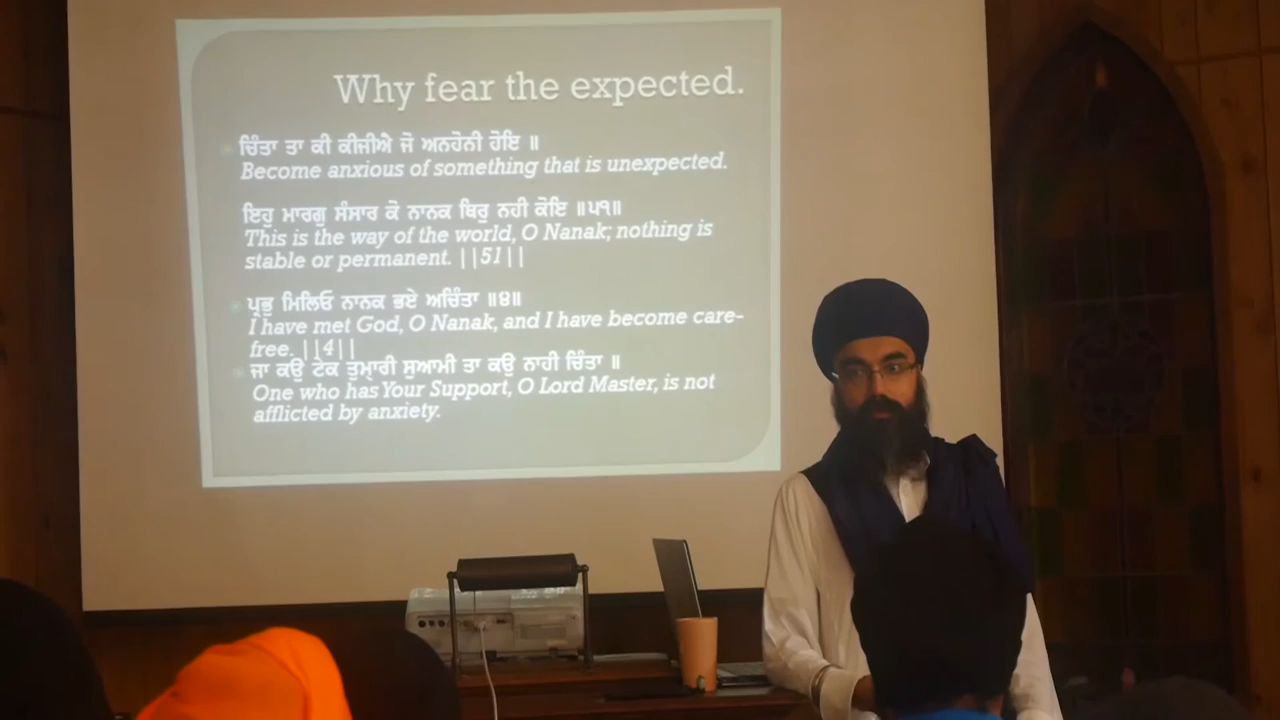 Why fear the expected.
ਚਿੰਤਾ ਤਾ ਕੀ ਕੀਜੀਐ ਜੋ ਅਨਹੋਨੀ ਹੋਇ ॥
Become anxious of something that is unexpected.
ਇਹੁ ਮਾਰਗੁ ਸੰਸਾਰ ਕੋ ਨਾਨਕ ਥਿਰੁ ਨਹੀ ਕੋਇ ॥੫੧॥
This is the way of the world, O Nanak; nothing is
stable or permanent. ||51||
ਪ੍ਰਭੁ ਮਿਲਿਓ ਨਾਨਕ ਭਏ ਅਚਿੰਤਾ ॥੪॥
I have met God, O Nanak, and I have become care-
free. ||4||
ਜਾ ਕਉ ਟੇਕ ਤੁਮ੍ਹਾਰੀ ਸੁਆਮੀ ਤਾ ਕਉ ਨਾਹੀ ਚਿੰਤਾ ॥
One who has Your Support, O Lord Master, is not
afflicted by anxiety.